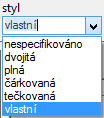 styl
vlastní
nespecifikováno
dvojitá
plná
čárkovaná
tečkovaná
vlastní